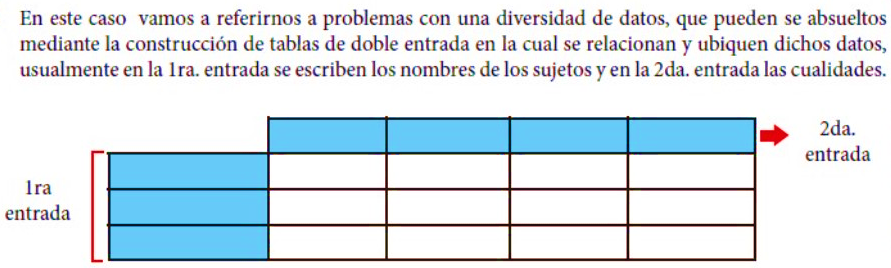 En este caso vamos a referirnos a problemas con una diversidad de datos, que pueden se absueltos
mediante la construcción de tablas de doble entrada en la cual se relacionan y ubiquen dichos datos,
usualmente en la 1ra. entrada se escriben los nombres de los sujetos y en la 2da. entrada las cualidades.
2da.
entrada
1ra
entrada